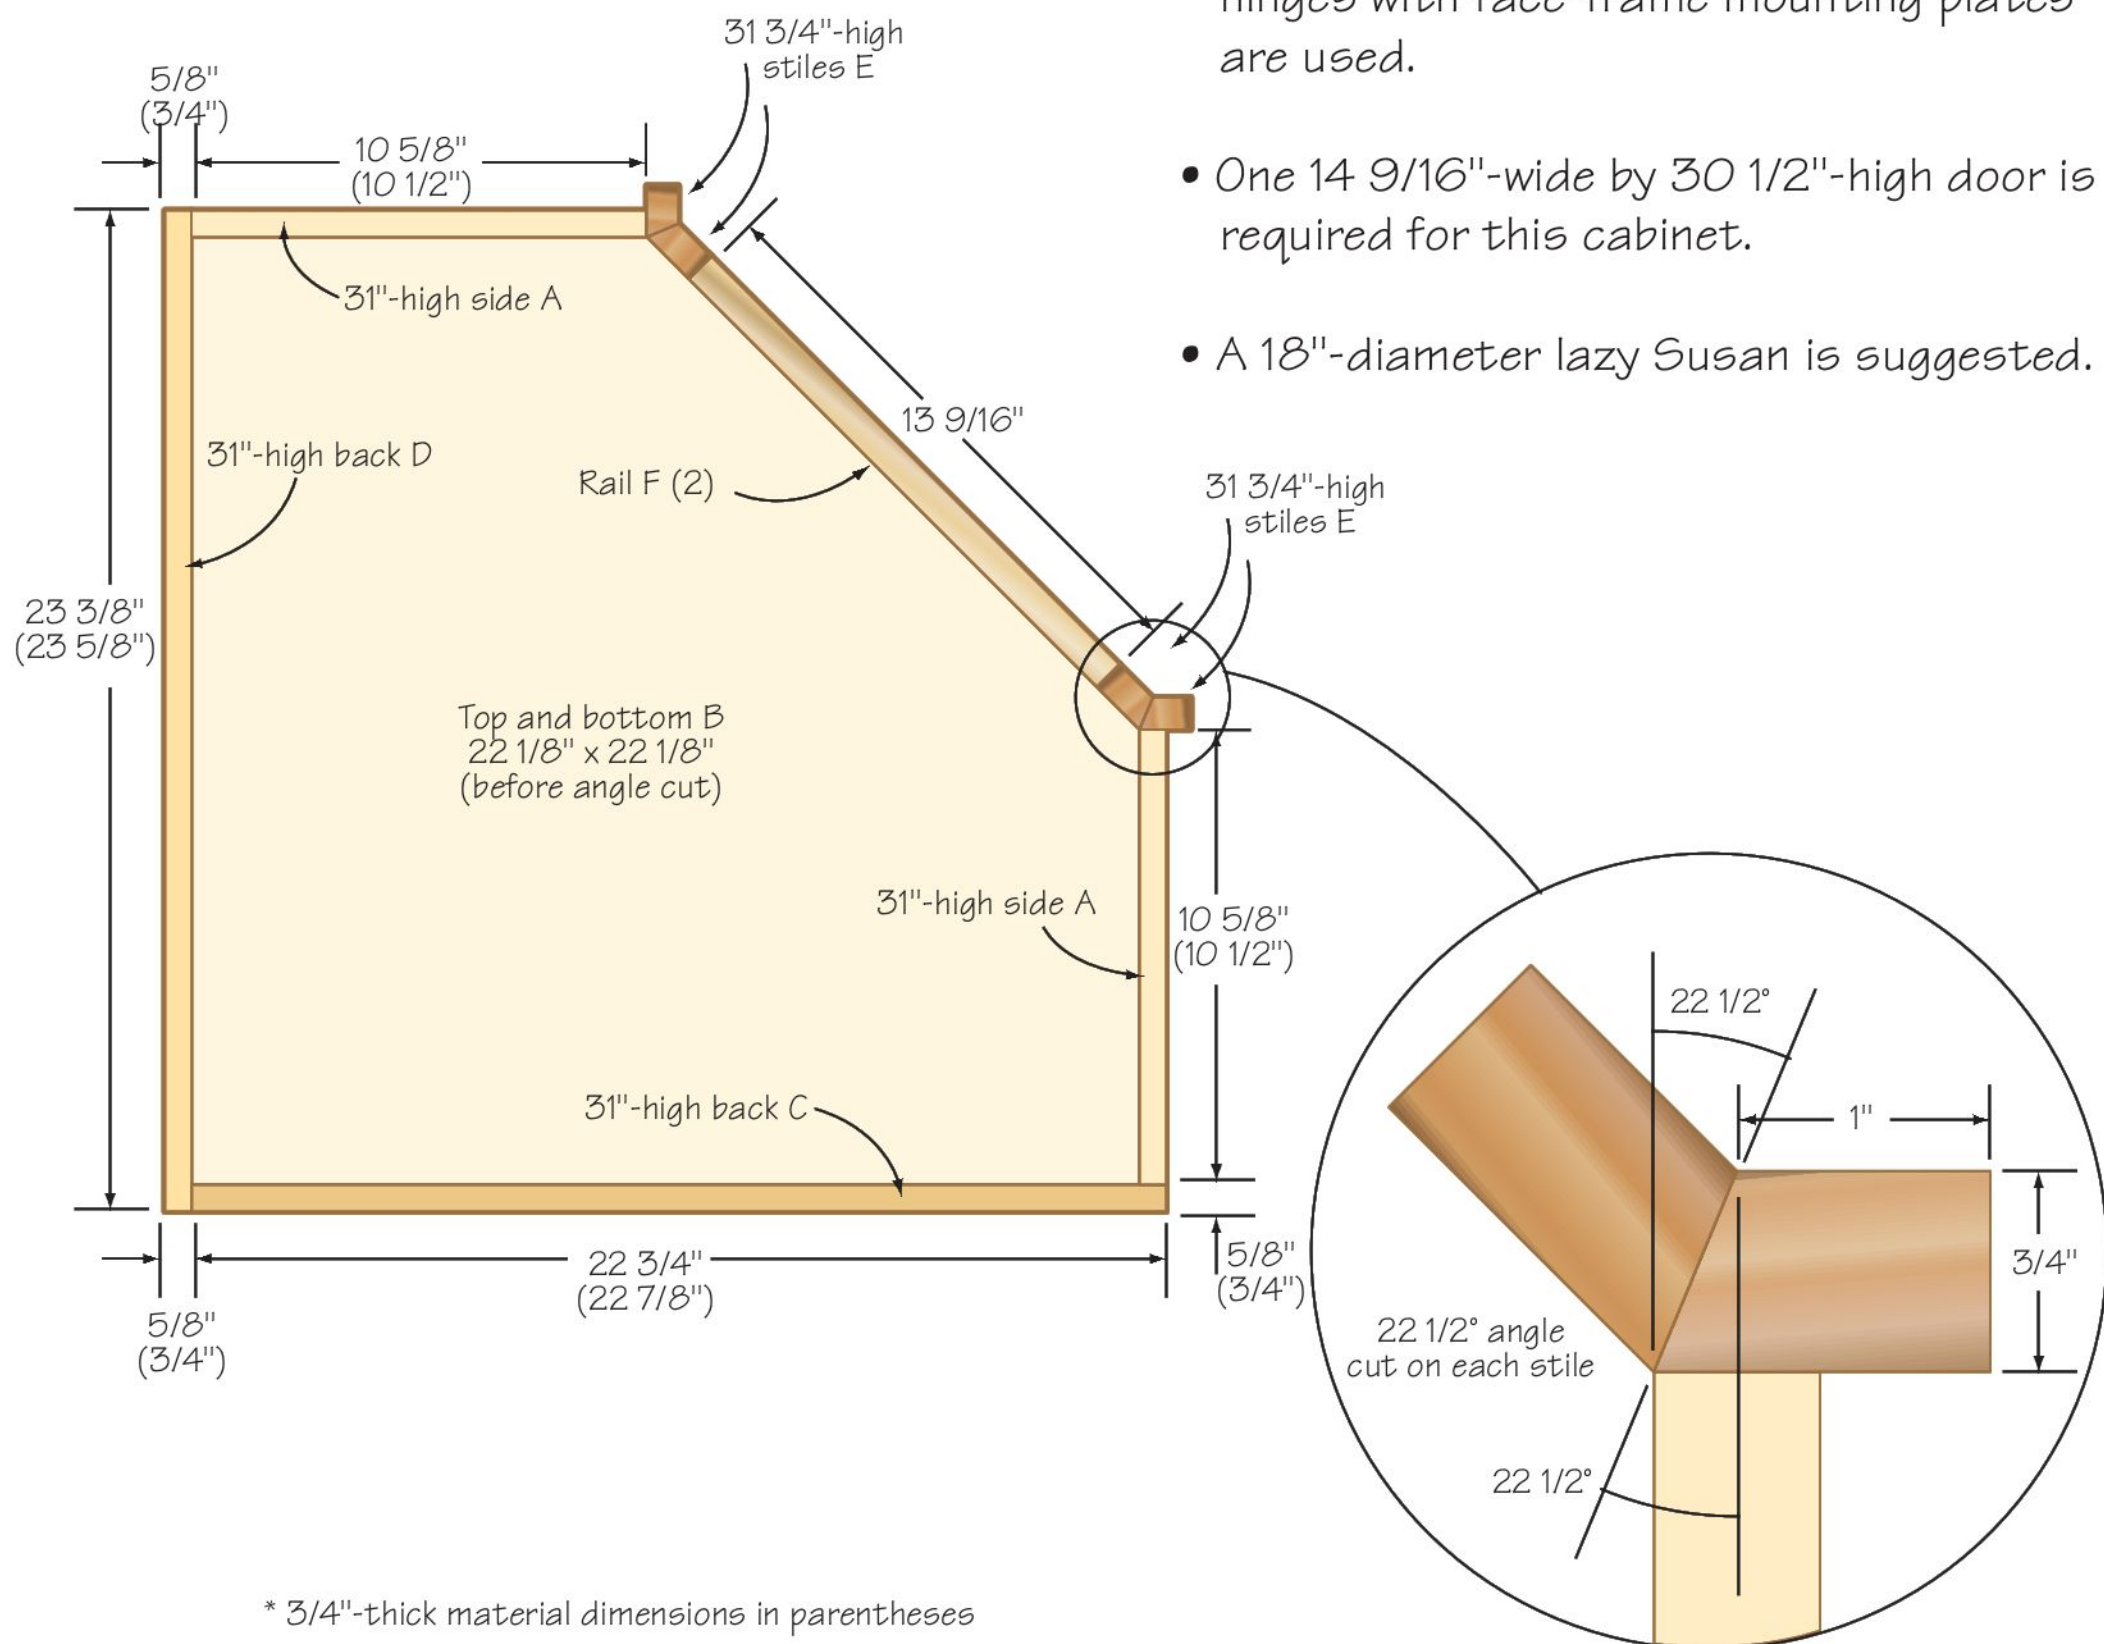 hinges with face-frame mounting plates
are used.
• One 14 9/16"-wide by 30 1/2"-high door is
required for this cabinet.
• A 18"-diameter lazy Susan is suggested.
31 3/4"-high
stiles E
5/8"
(3/4")
10 5/8"
(10 1/2")
31"-high side A
13 9/16"
31"-high back D
Rail F (2)
31 3/4"-high
stiles E
23 3/8"
(23 5/8")
Top and bottom B
22 1/8" x 22 1/8"
(before angle cut)
31"-high side A
10 5/8"
(10 1/2")
31"-high back C
22 3/4"
(22 7/8")
5/8"
(3/4")
5/8"
(3/4")
22 1/2°
1"
3/4"
22 1/2° angle
cut on each stile
22 1/2°
* 3/4"-thick material dimensions in parentheses